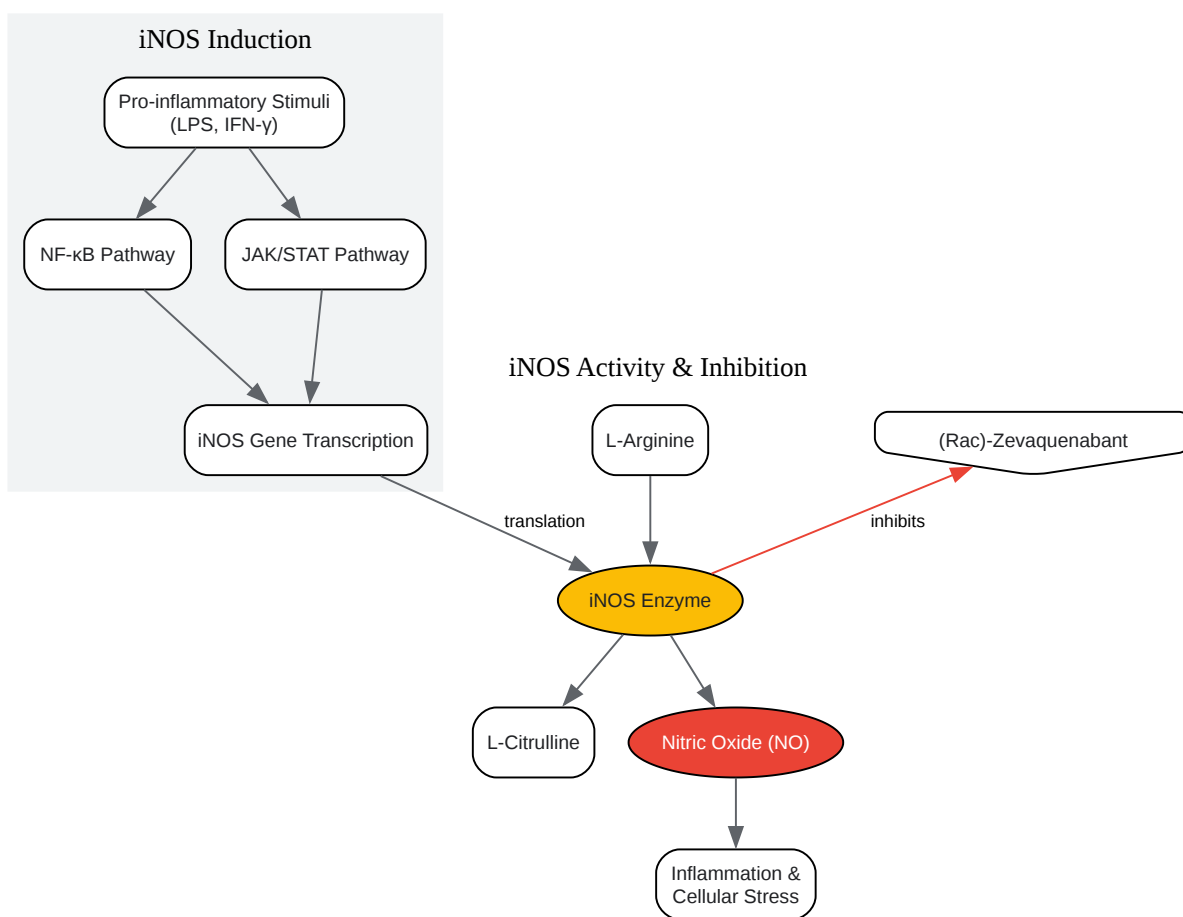 iNOS Induction
Pro-inflammatory Stimuli
(LPS, IFN-γ)
NF-κB Pathway
JAK/STAT Pathway
iNOS Gene Transcription
iNOS Activity & Inhibition
L-Arginine
(Rac)-Zevaquenabant
translation
inhibits
iNOS Enzyme
L-Citrulline
Nitric Oxide (NO)
Inflammation &
Cellular Stress